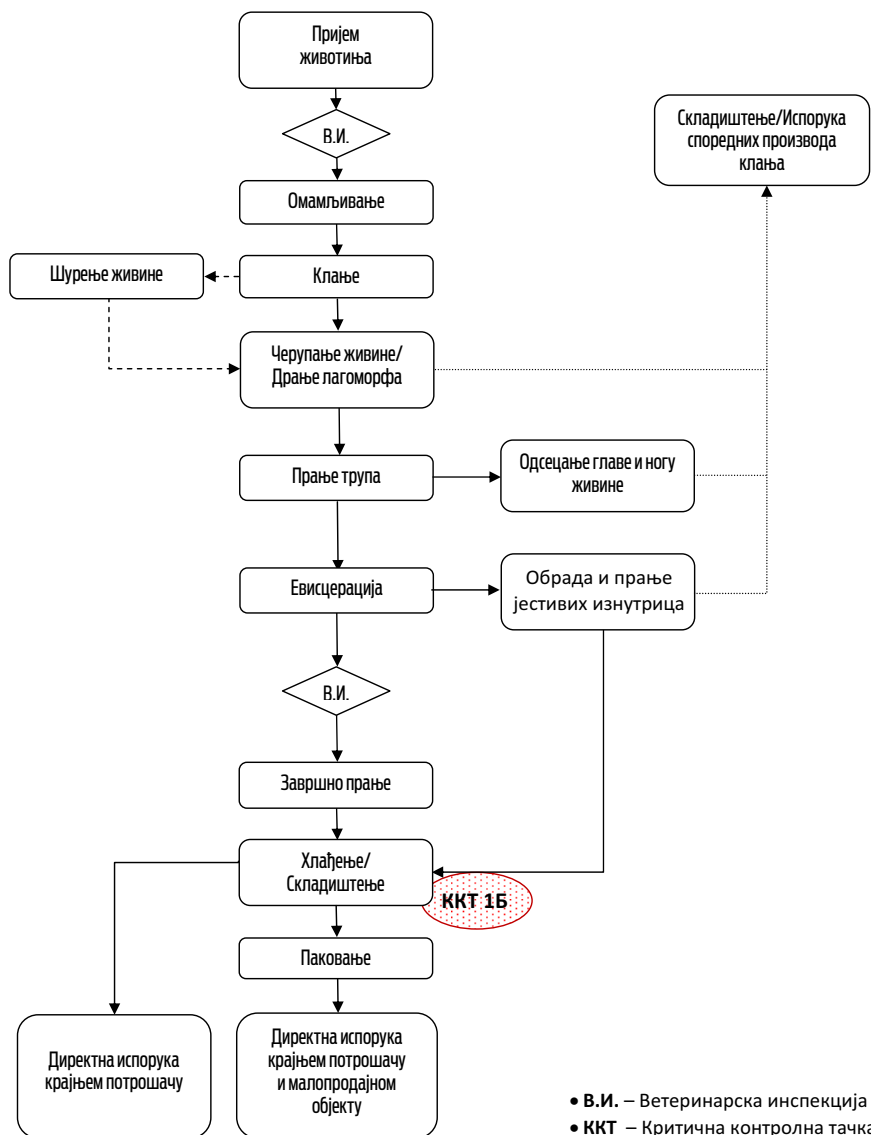 Пријем
животиња
В.И.
Складиштење/Испорука
споредних производа
клања
Омамљивање
Шурење живине
Клање
Черупање живине/
Драње лагоморфа
Прање трупа
Одсецање главе и ногу
живине
Евисцерација
Обрада и прање
јестивих изнутрица
В.И.
Завршно прање
Хлађење/
Складиштење
ККТ 1Б
Паковање
Директна испорука
крајњем потрошачу
Директна испорука
крајњем потрошачу
и малопродајном
објекту
• В.И. – Ветеринарска инспекција
• ККТ – Критична контролна тачка